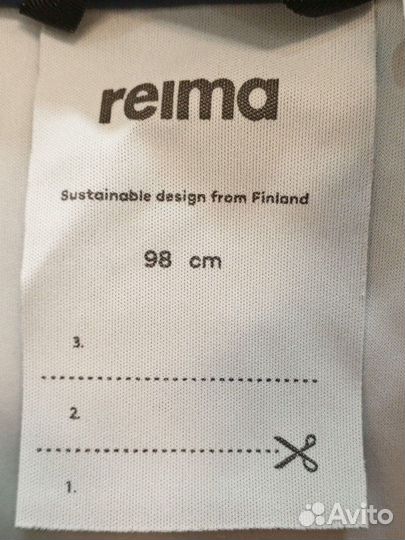 reima
Sustainable design from Finland
98 cm
3.
2.
1.
Avito